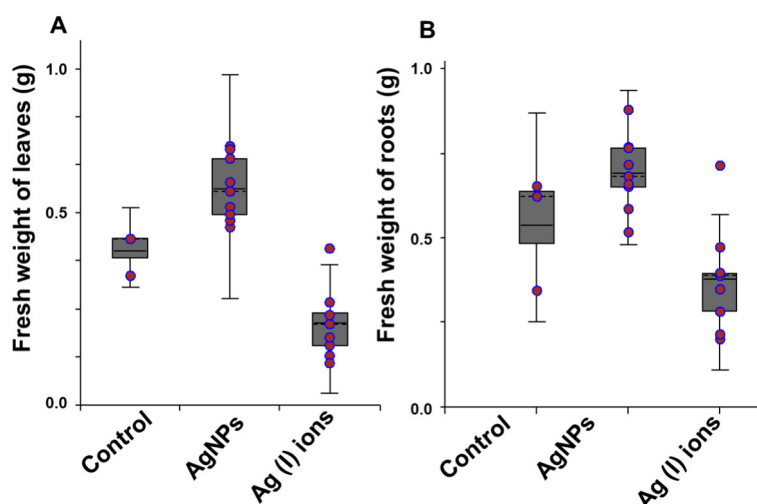 A
Fresh weight of leaves (g)
1.0
0.5
0.0
Control
AgNPs
Ag (I) ions
B
Fresh weight of roots (g)
1.0
0.5
0.0
Control
AgNPs
Ag (I) ions